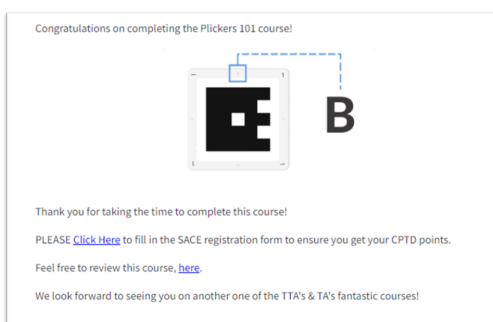 Congratulations on completing the Plickers 101 course!
B
Thank you for taking the time to complete this course!
PLEASE Click Here to fill in the SACE registration form to ensure you get your CPTD points.
Feel free to review this course, here.
We look forward to seeing you on another one of the TTA's & TA's fantastic courses!